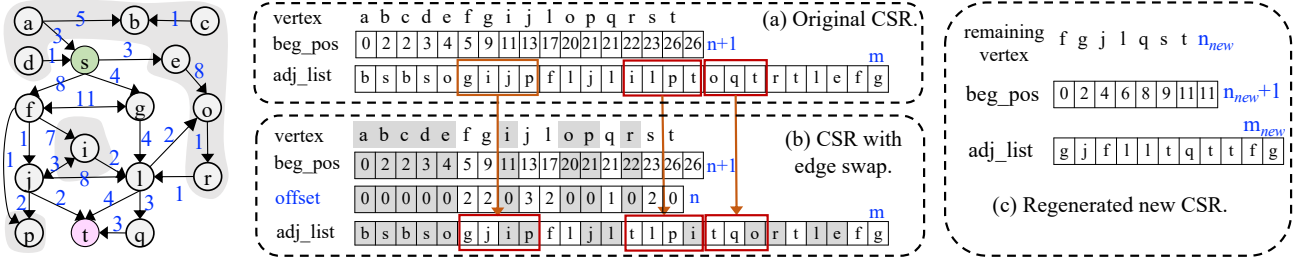 a 5 b 1 c
3
d 1 s 3 e
8 4 8
f 11 g o
1 7 4 2 1
1 i
3 2
j 8 l 1 r
2 2 4 3
p t 3 q
(a) Original CSR.
vertex a b c d e f g i j l o p q r s t
beg_pos 0 2 2 3 4 5 9 11 13 17 20 21 21 22 23 26 26 n+1
adj_list b s b s o g i j p f l j l i l p t o q t r t l e f g m
(b) CSR with edge swap.
vertex a b c d e f g i j l o p q r s t
beg_pos 0 2 2 3 4 5 9 11 13 17 20 21 21 22 23 26 26 n+1
offset 0 0 0 0 0 2 2 0 3 2 0 0 1 0 2 0 n
adj_list b s b s o g j i p f l j l t l p i t q o r t l e f g m
remaining
vertex f g j l q s t n_new
beg_pos 0 2 4 6 8 9 11 11 n_new+1
m_new
adj_list g j f l l t q t t f g
(c) Regenerated new CSR.